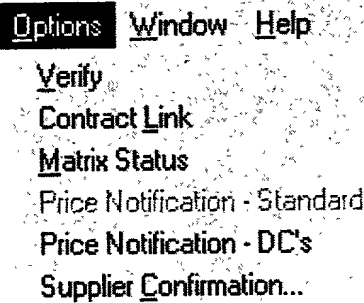 Options Window Help
Verify
Contract Link
Matrix Status
Price Notification - Standard
Price Notification - DC's
Supplier Confirmation...